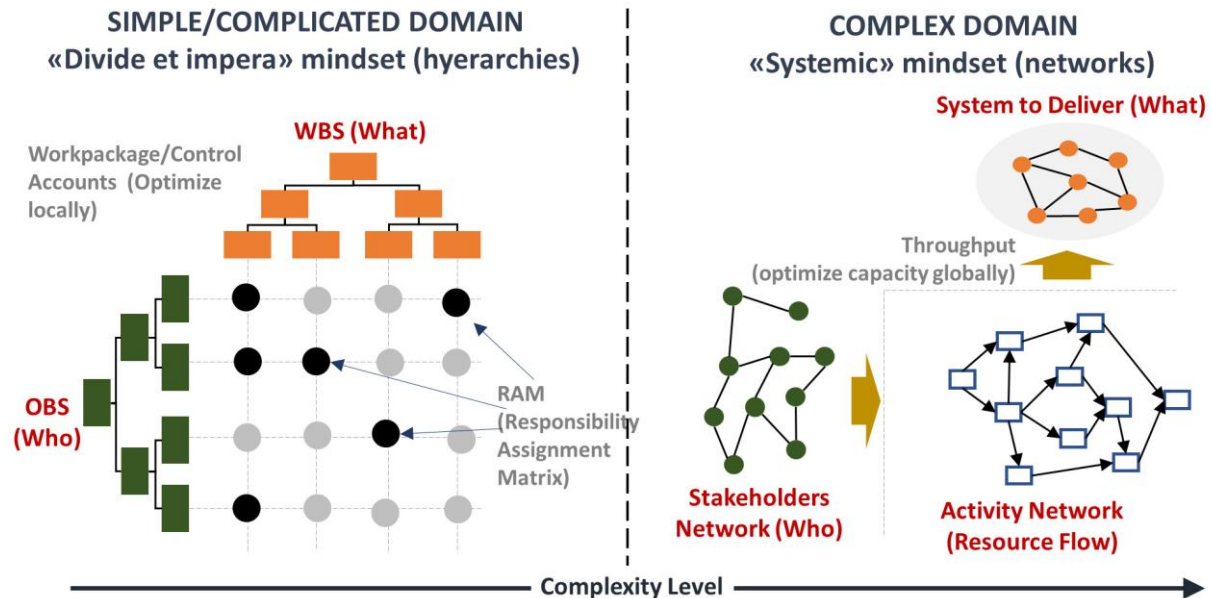 SIMPLE/COMPLICATED DOMAIN
«Divide et impera» mindset (hyerarchies)
WBS (What)
Workpackage/Control
Accounts (Optimize
locally)
OBS
(Who)
RAM
(Responsibility
Assignment
Matrix)
COMPLEX DOMAIN
«Systemic» mindset (networks)
System to Deliver (What)
Throughput
(optimize capacity globally)
Stakeholders
Network (Who)
Activity Network
(Resource Flow)
Complexity Level